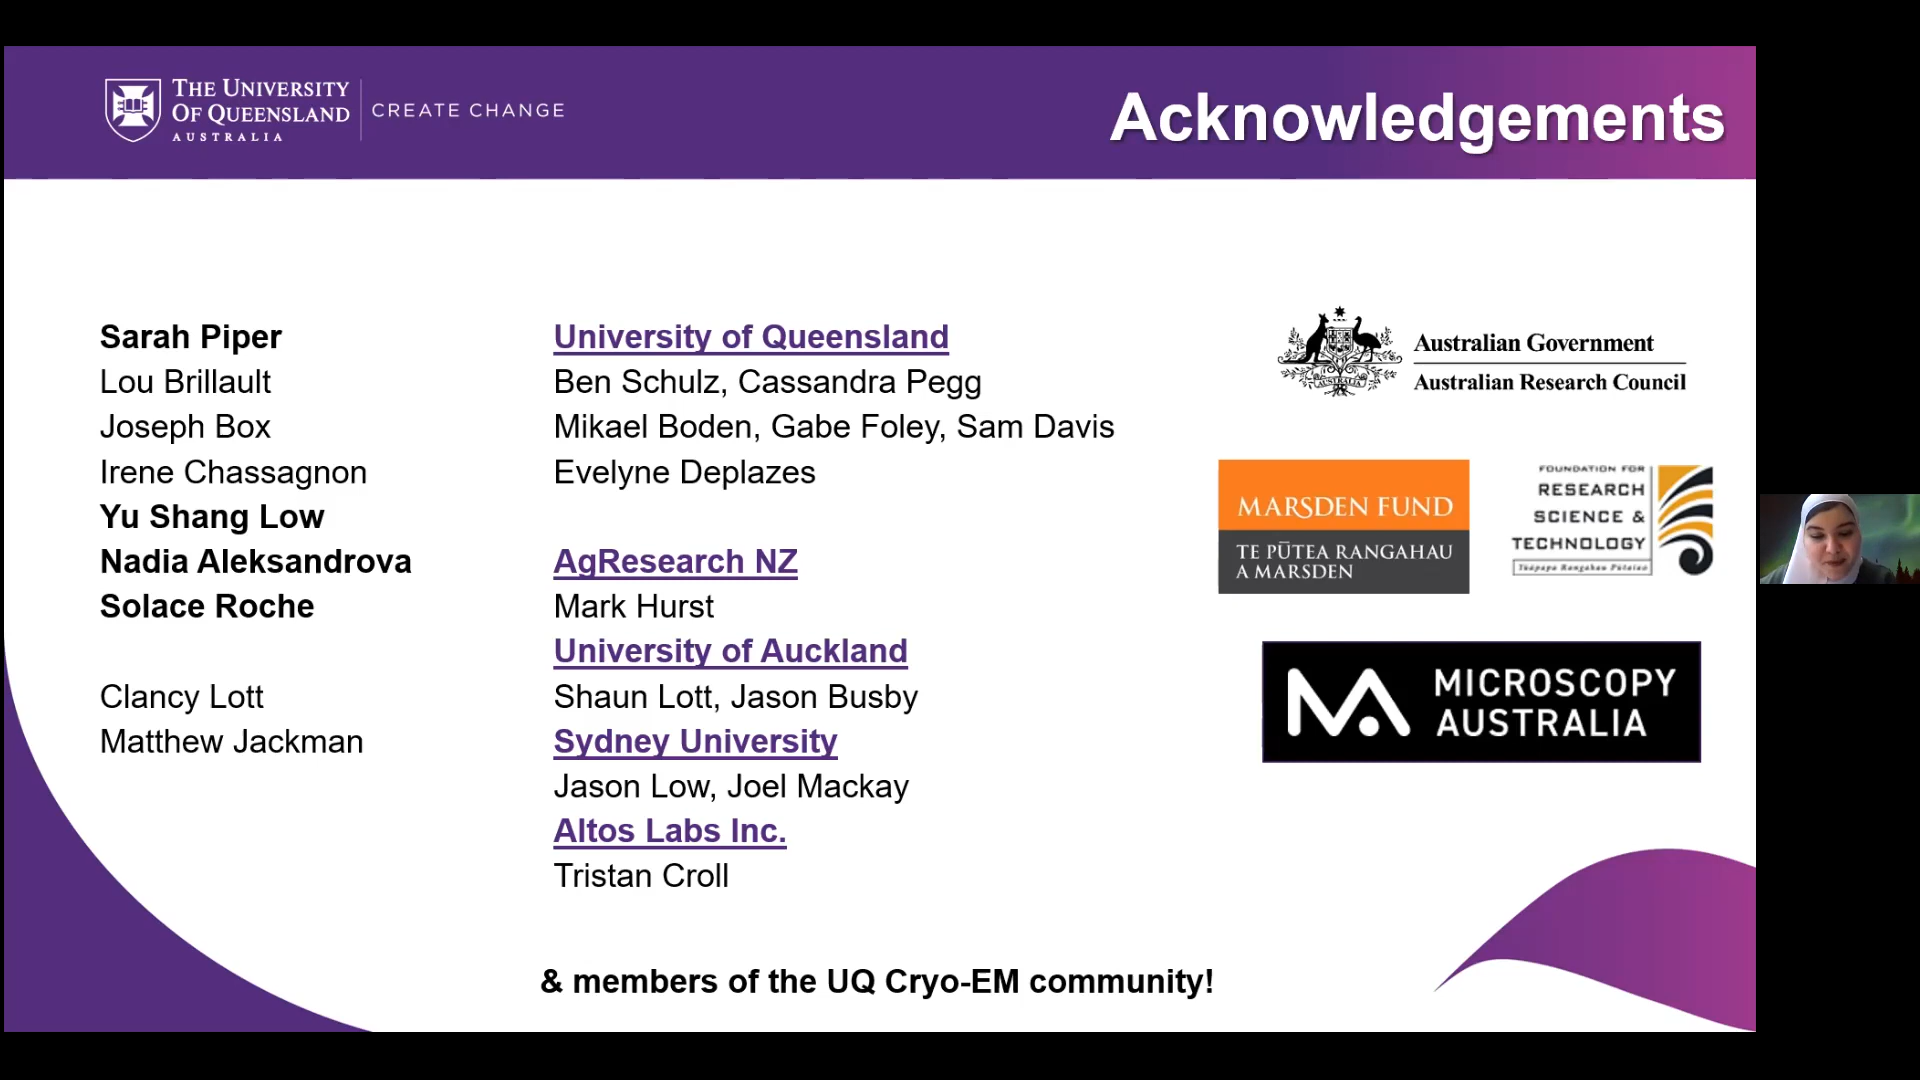 THE UNIVERSITY
OF QUEENSLAND
AUSTRALIA
CREATE CHANGE
Acknowledgements
Sarah Piper
Lou Brillault
Joseph Box
Irene Chassagnon
Yu Shang Low
Nadia Aleksandrova
Solace Roche
Clancy Lott
Matthew Jackman
University of Queensland
Ben Schulz, Cassandra Pegg
Mikael Boden, Gabe Foley, Sam Davis
Evelyne Deplazes
AgResearch NZ
Mark Hurst
University of Auckland
Shaun Lott, Jason Busby
Sydney University
Jason Low, Joel Mackay
Altos Labs Inc.
Tristan Croll
& members of the UQ Cryo-EM community!
AUSTRALIA
Australian Government
Australian Research Council
MARSDEN FUND
TE PŪTEA RANGAHAU
A MARSDEN
FOUNDATION FOR
RESEARCH
SCIENCE &
TECHNOLOGY
Tūāpapa Rangahau Pūtaiao
MICROSCOPY
AUSTRALIA